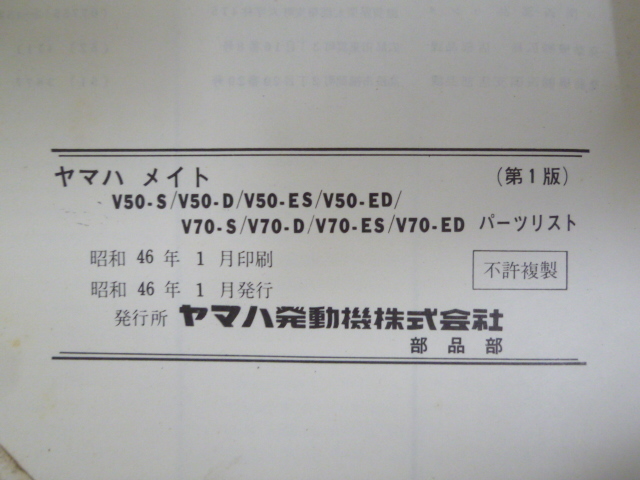 ヤマハ メイト (第1版)
V50-S/V50-D/V50-ES/V50-ED/
V70-S/V70-D/V70-ES/V70-ED パーツリスト
昭和 46 年 1 月印刷
不許複製
昭和 46 年 1 月発行
発行所 ヤマハ発動機株式会社
部品部